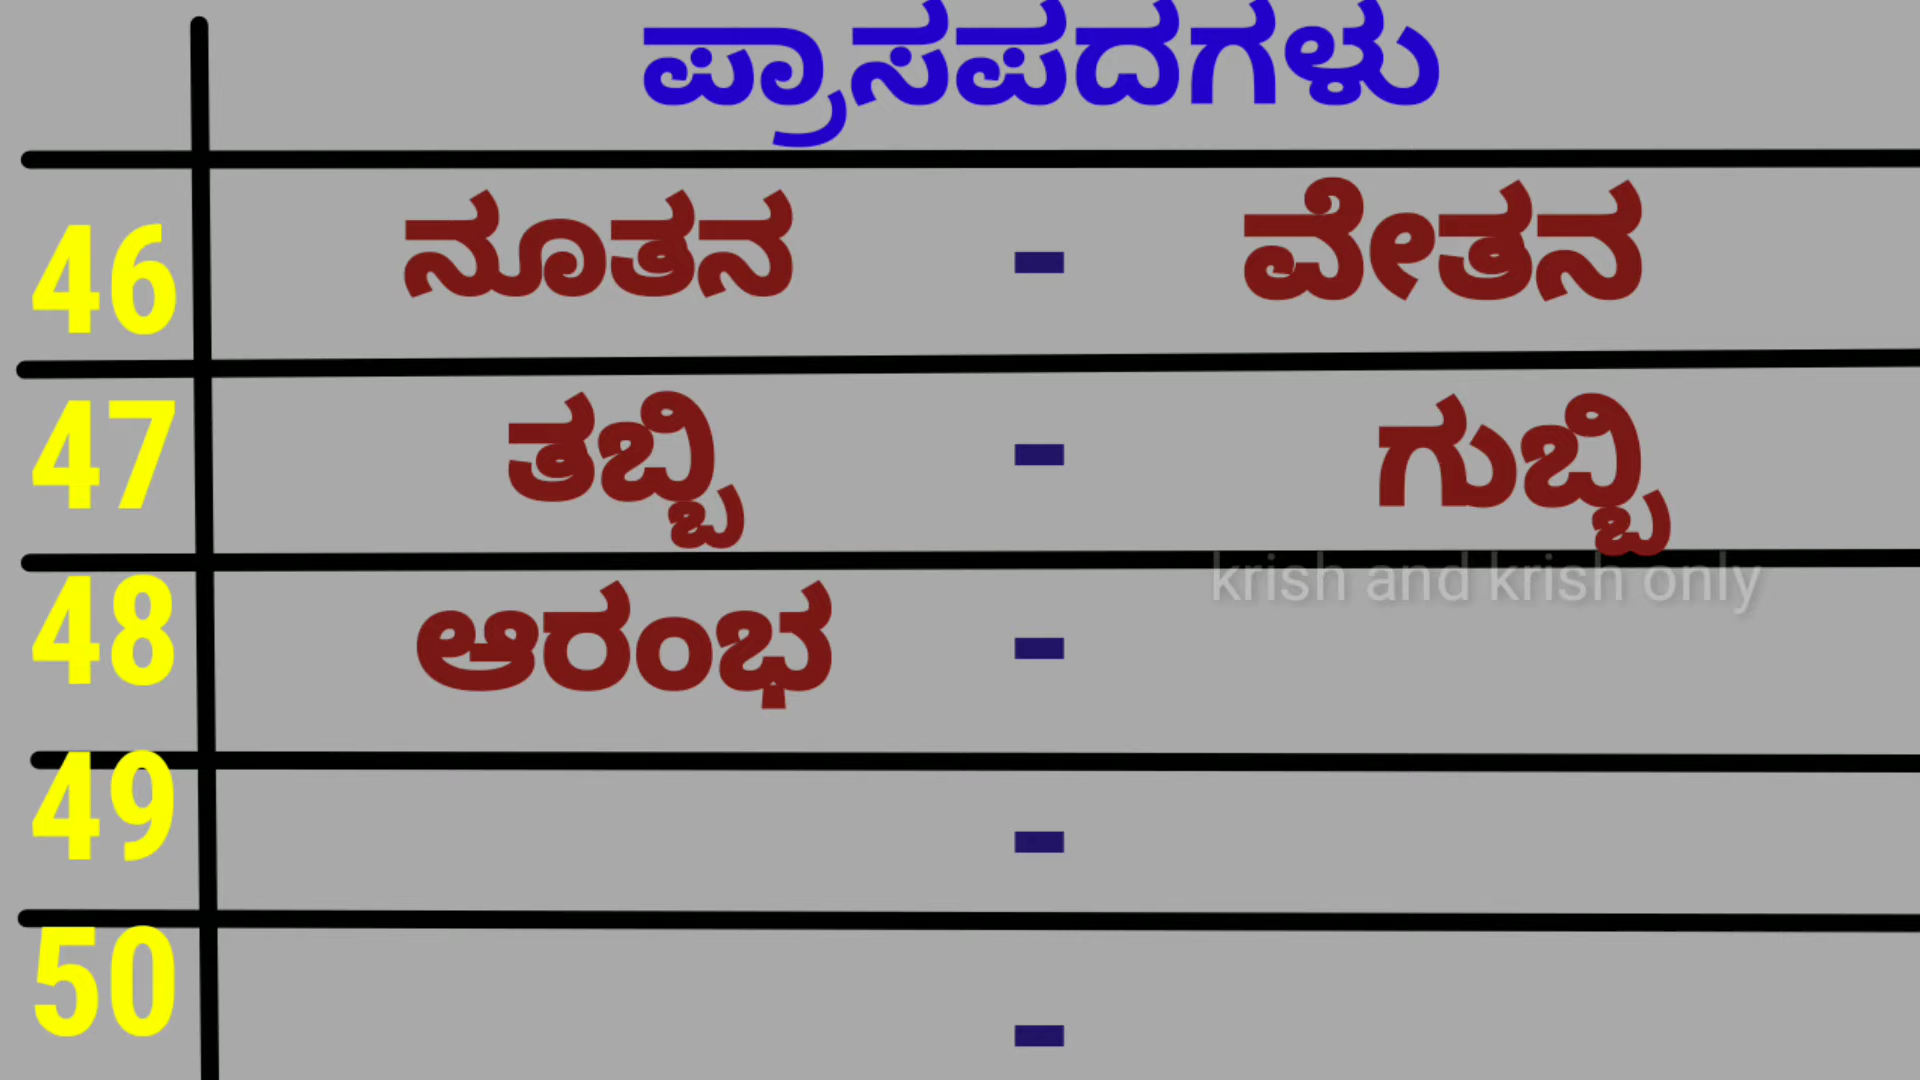 ಪ್ರಾಸಪದಗಳು
46 ನೂತನ - ವೇತನ
47 ತಬ್ಬಿ - ಗುಬ್ಬಿ
krish and krish only
48 ಆರಂಭ -
49 -
50 -